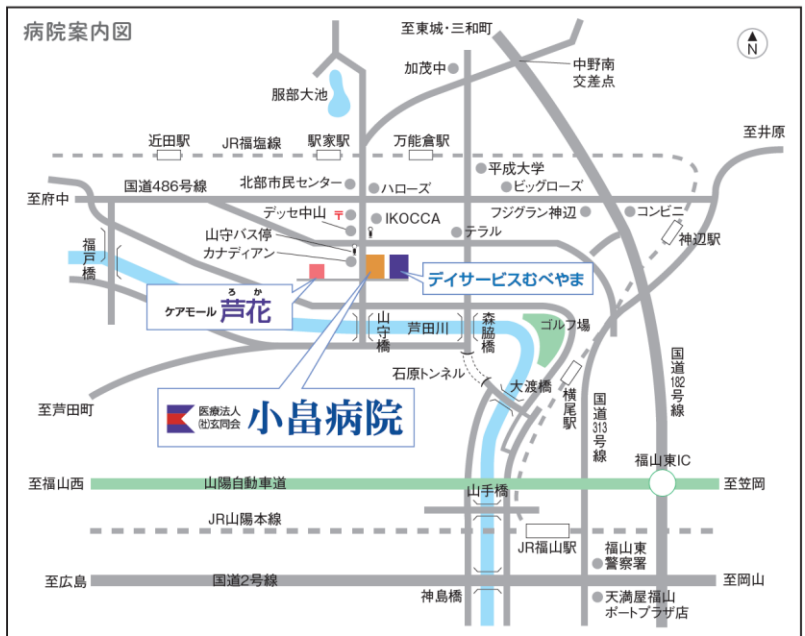 病院案内図
至東城・三和町
N
加茂中
中野南
交差点
服部大池
至井原
近田駅
JR福塩線
駅家駅
万能倉駅
平成大学
北部市民センター
ハローズ
ビッグローズ
国道486号線
至府中
デッセ中山
〒
IKOCCA
フジグラン神辺
コンビニ
山守バス停
テラル
神辺駅
カナディアン
福戸橋
デイサービスむべやま
ろか
ケアモール 芦花
山守橋
芦田川
森脇橋
ゴルフ場
石原トンネル
大渡橋
横尾駅
国道182号線
国道313号線
至芦田町
医療法人
㈳玄同会
小畠病院
福山東IC
至福山西
山陽自動車道
至笠岡
山手橋
JR山陽本線
JR福山駅
福山東
警察署
至広島
国道2号線
至岡山
神島橋
天満屋福山
ポートプラザ店